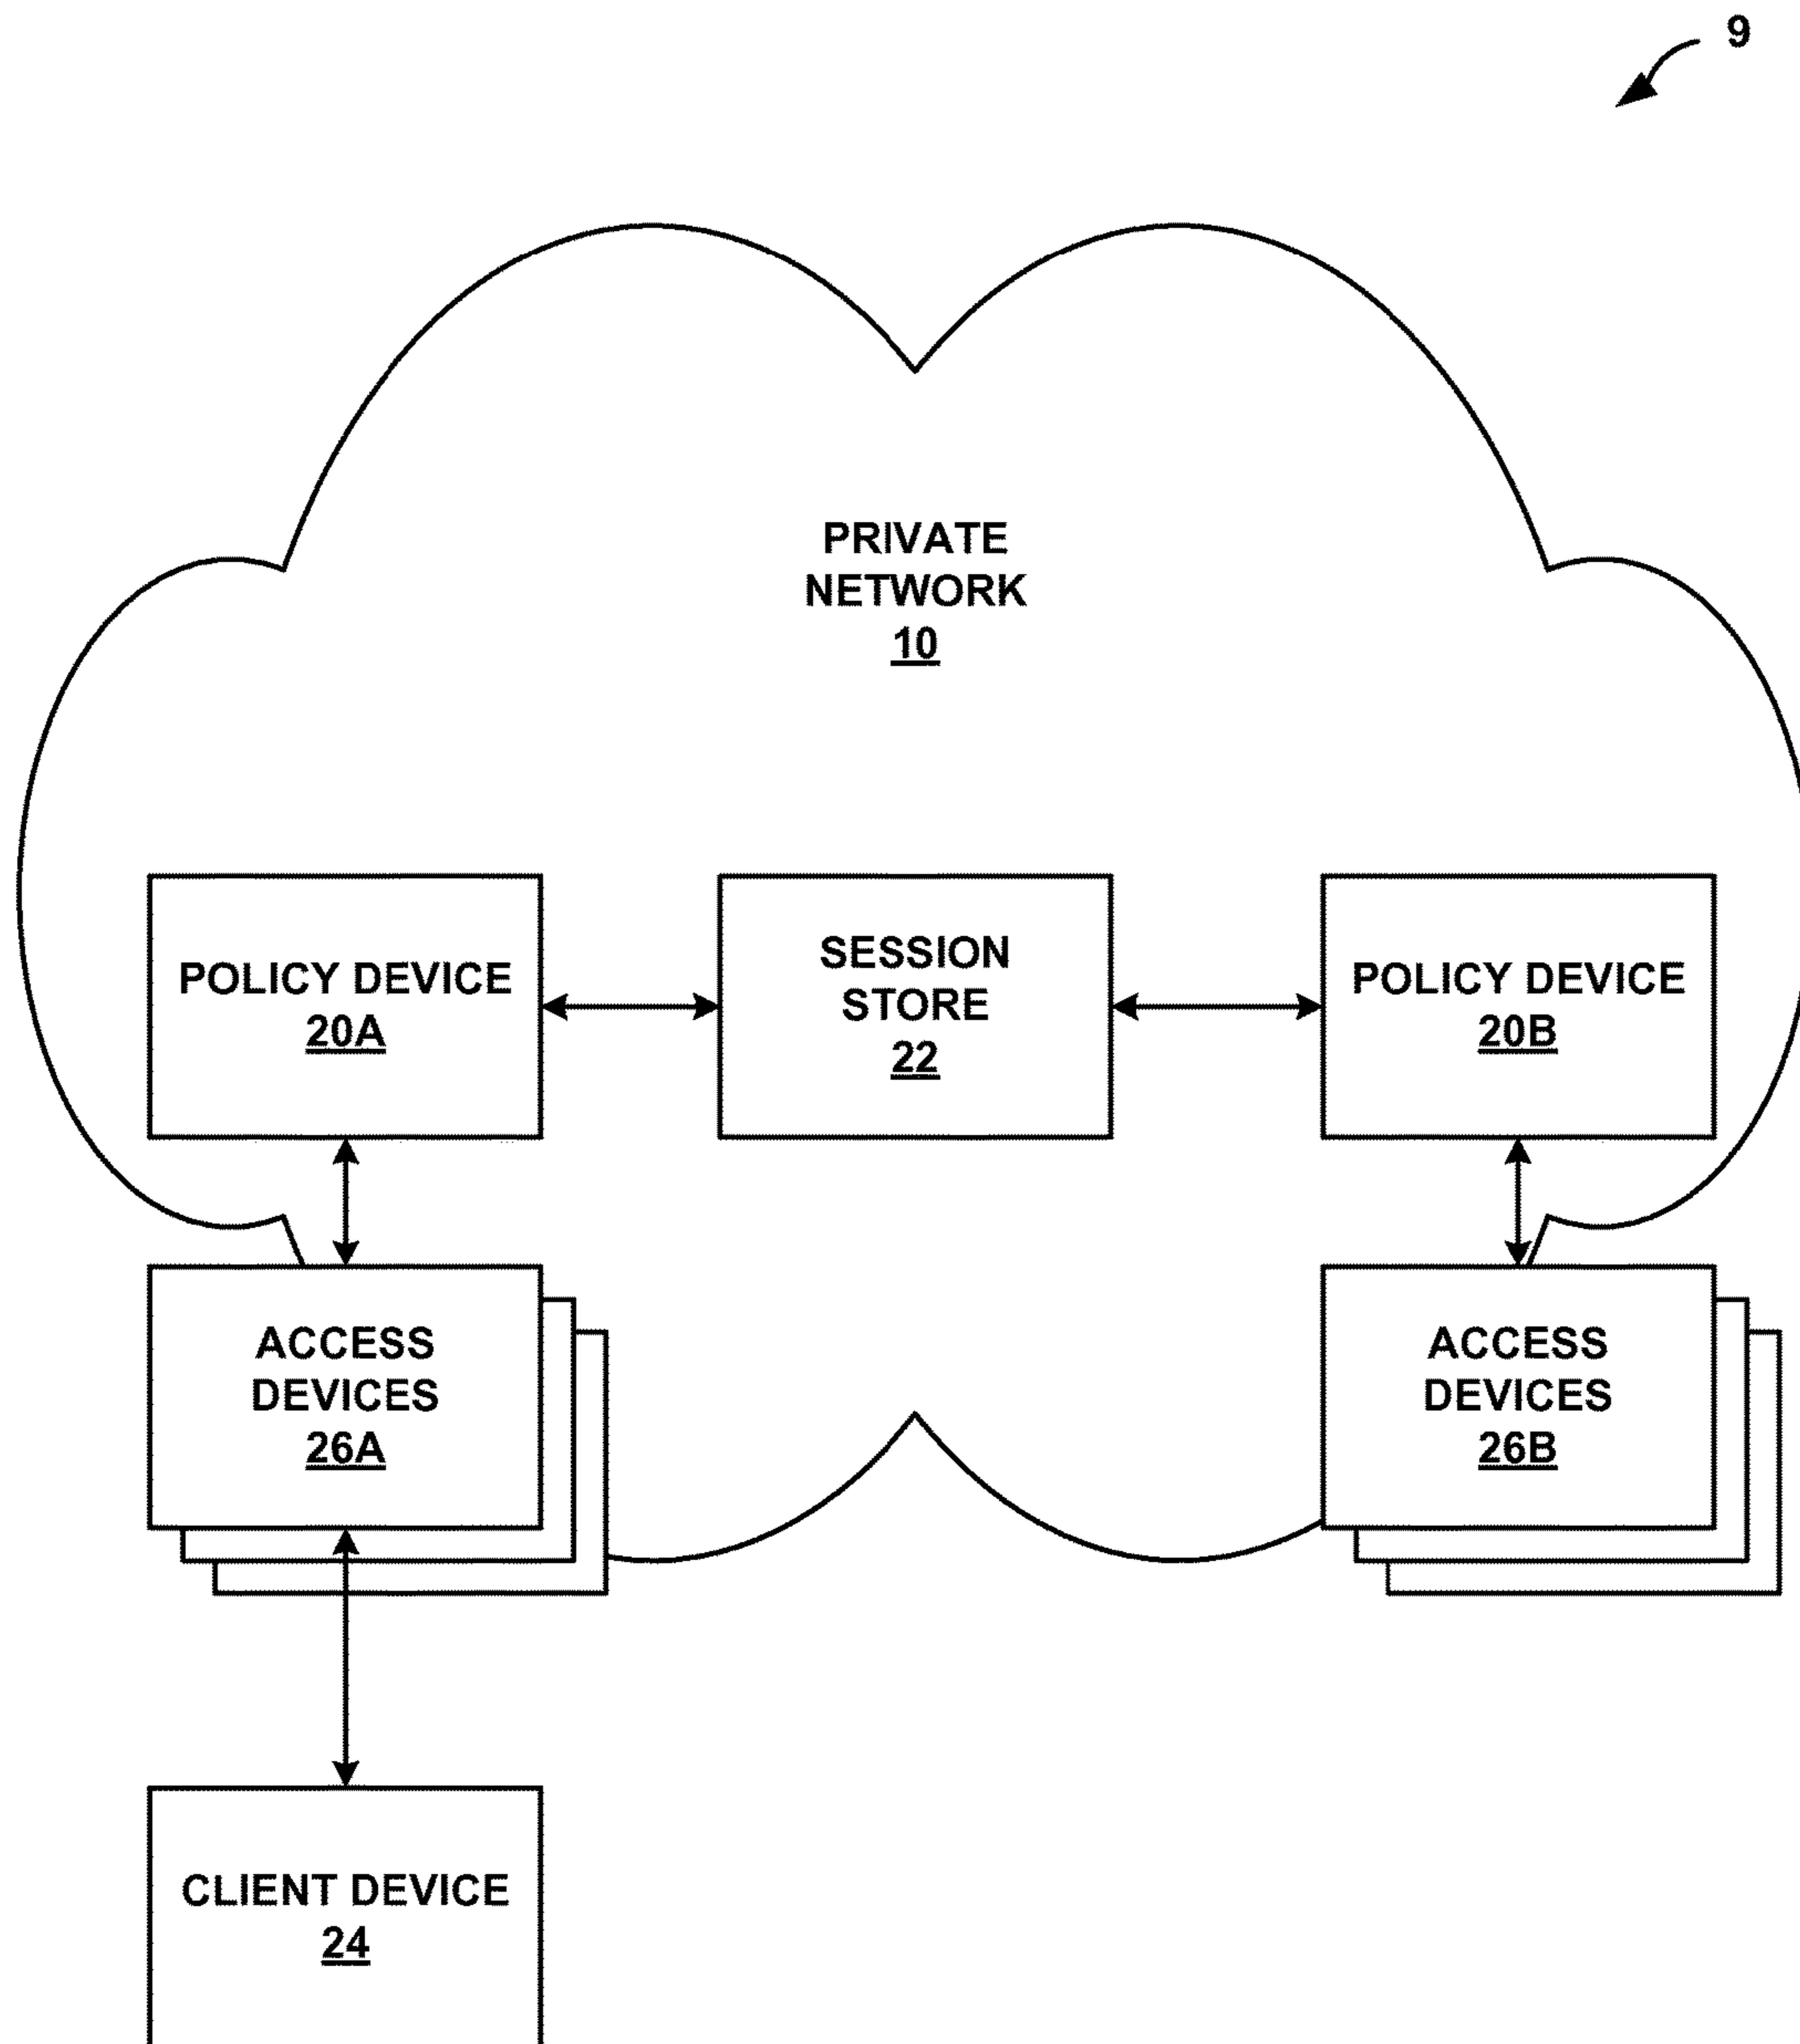 9
PRIVATE
NETWORK
10
POLICY DEVICE
20A
SESSION
STORE
22
POLICY DEVICE
20B
ACCESS
DEVICES
26A
ACCESS
DEVICES
26B
CLIENT DEVICE
24